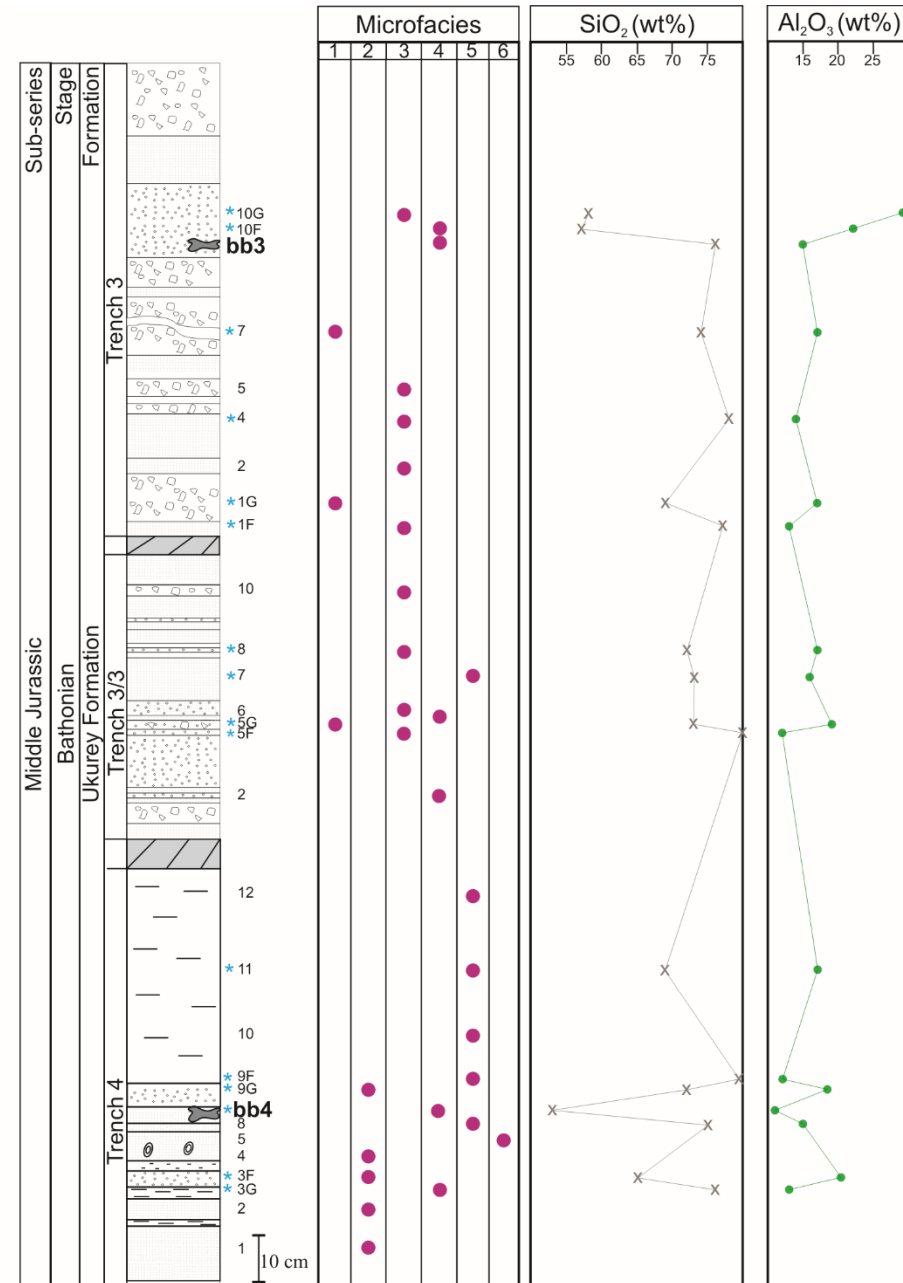 Microfacies
SiO₂ (wt%)
Al₂O₃ (wt%)
1 2 3 4 5 6
55 60 65 70 75
15 25
Sub-series
Stage
Formation
Middle Jurassic
Bathonian
Ukurey Formation
Trench 3
*10G
*10F
bb3
*7
5
*4
2
*1G
*1F
Trench 3/3
10
*8
*7
6
*5G
*5F
2
Trench 4
12
*11
10
*9F
*9G
*bb4
8
5
4
*3F
*3G
2
1
10 cm